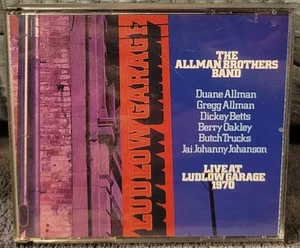 LUDLOW GARAGE
THE
ALLMAN BROTHERS
BAND
Duane Allman
Gregg Allman
Dickey Betts
Berry Oakley
Butch Trucks
Jai Johanny Johanson
LIVE AT
LUDLOW GARAGE
1970